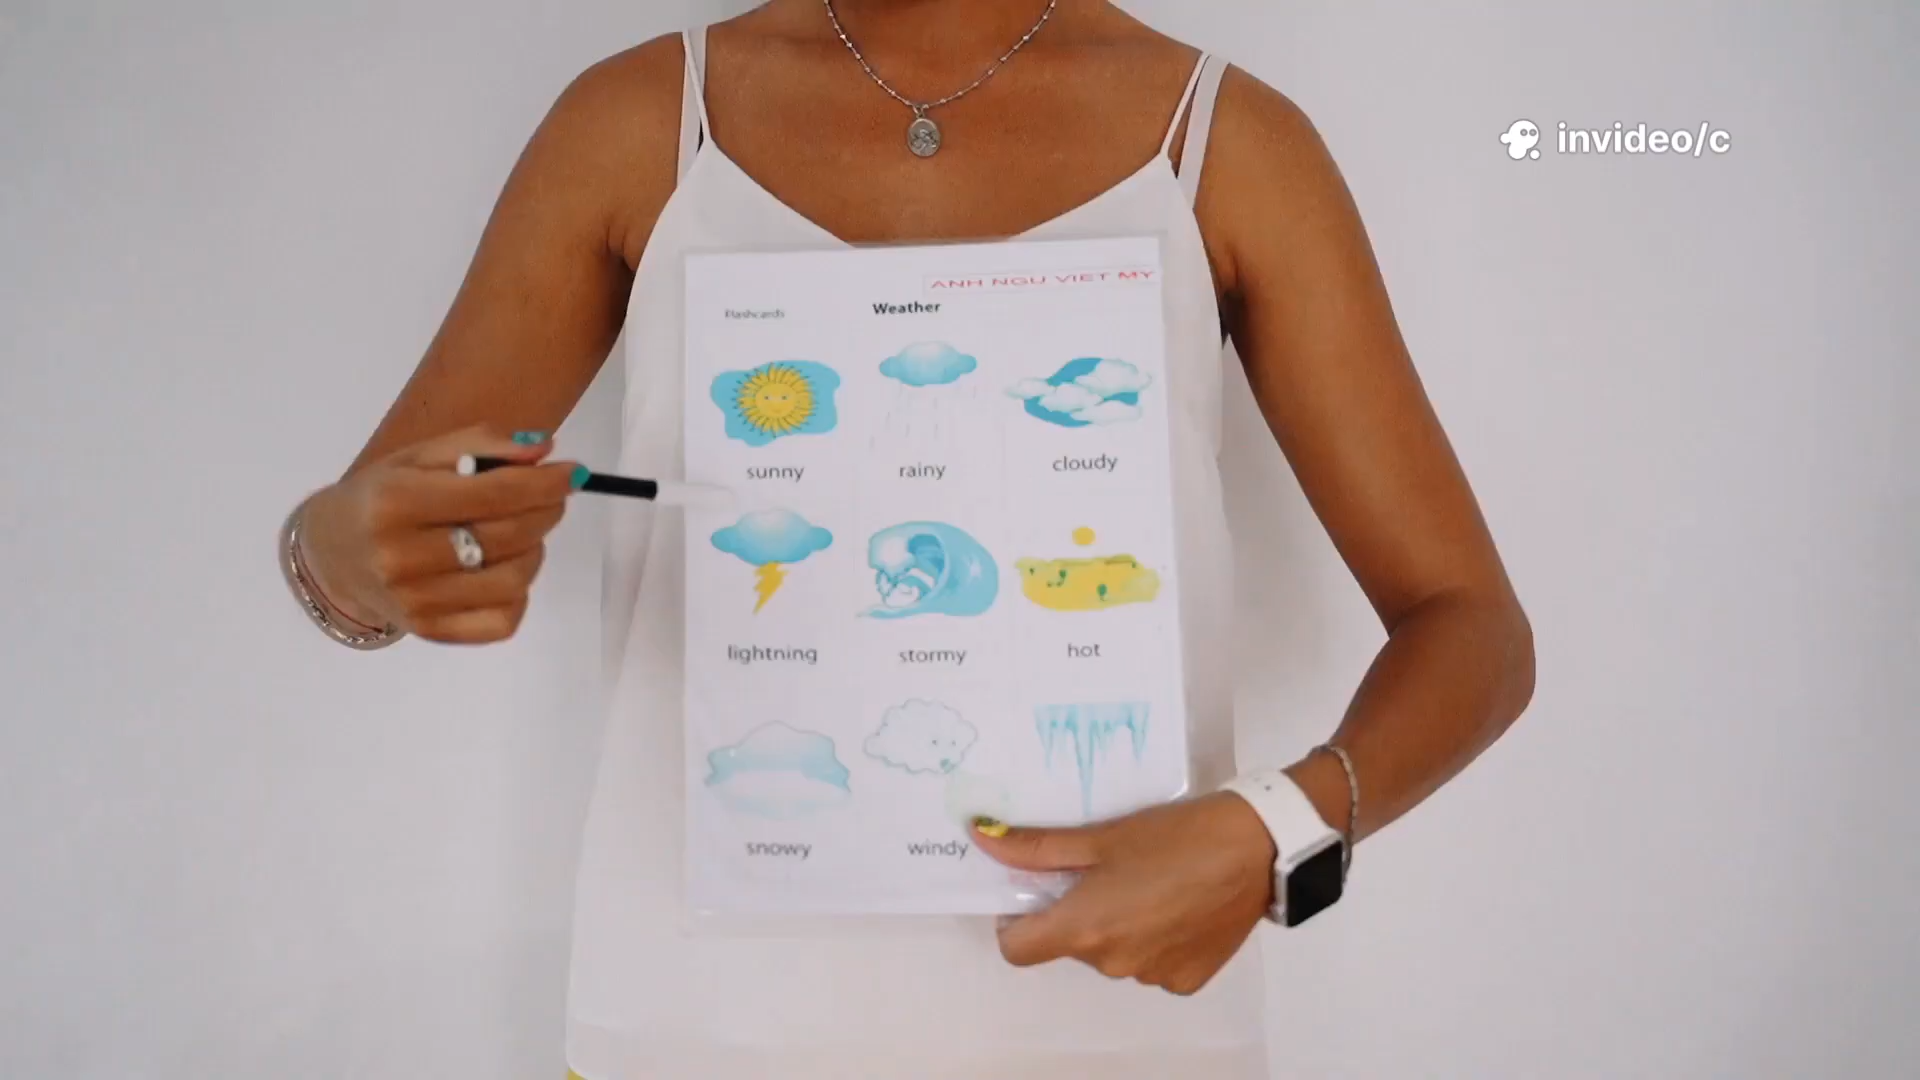 invideo/c
ANH NGU VIET MY
Flashcards Weather
sunny rainy cloudy
lightning stormy hot
snowy windy